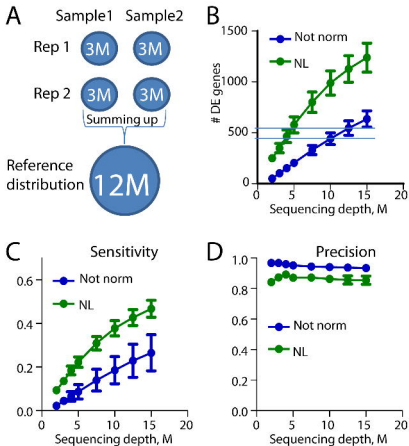 A
Sample1 Sample2
Rep 1 3M 3M
Rep 2 3M 3M
Summing up
Reference
distribution 12M
B
Not norm
NL
# DE genes
1500
1000
500
0
0 5 10 15 20
Sequencing depth, M
C Sensitivity
Not norm
NL
0.6
0.4
0.2
0.0
0 5 10 15 20
Sequencing depth, M
D Precision
1.0
0.8
0.6
0.4
0.2
0.0
Not norm
NL
0 5 10 15 20
Sequencing depth, M